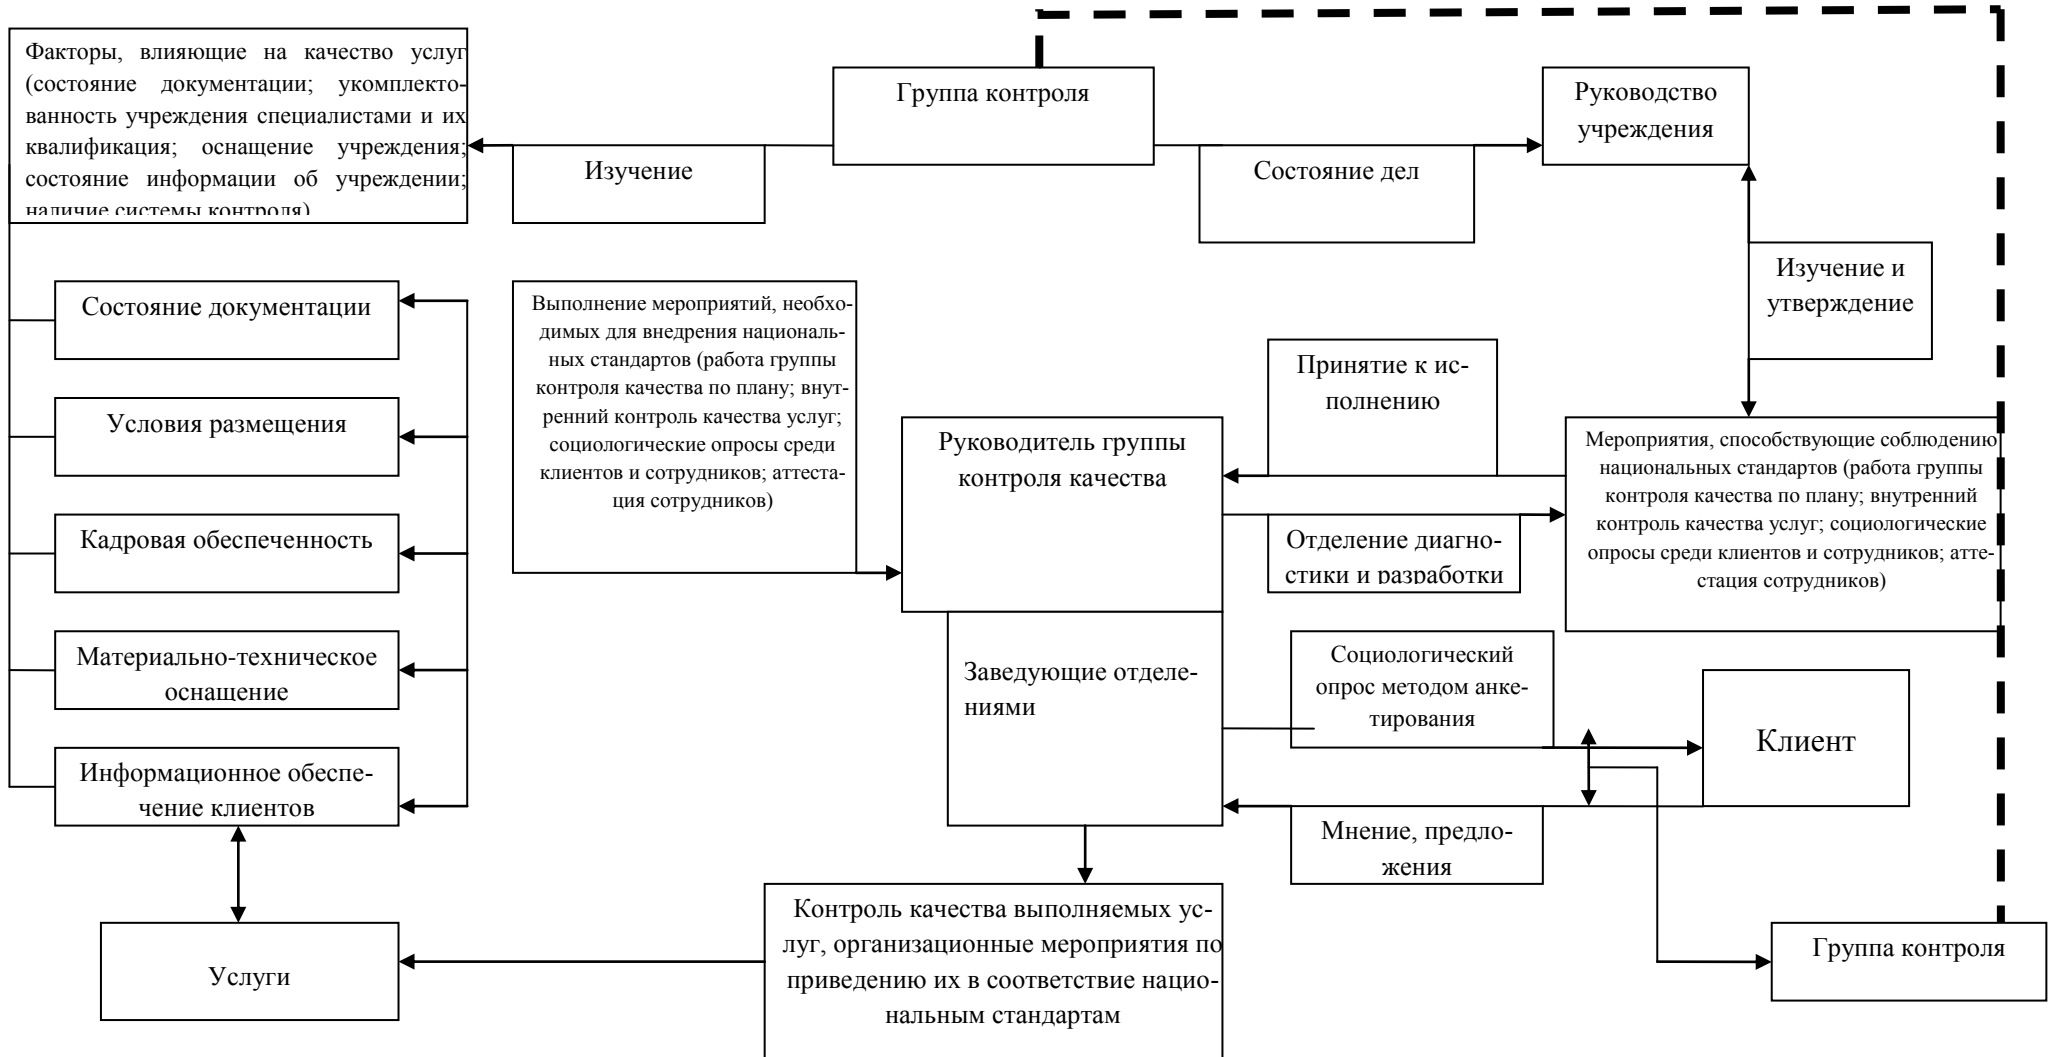 Факторы, влияющие на качество услуг
(состояние документации; укомплекто-
ванность учреждения специалистами и их
квалификация; оснащение учреждения;
состояние информации об учреждении;
наличие системы контроля)
Группа контроля
Руководство
учреждения
Изучение
Состояние дел
Изучение и
утверждение
Состояние документации
Условия размещения
Кадровая обеспеченность
Материально-техническое
оснащение
Информационное обеспе-
чение клиентов
Услуги
Выполнение мероприятий, необхо-
димых для внедрения националь-
ных стандартов (работа группы
контроля качества по плану; внут-
ренний контроль качества услуг;
социологические опросы среди
клиентов и сотрудников; аттеста-
ция сотрудников)
Руководитель группы
контроля качества
Принятие к ис-
полнению
Отделение диагно-
стики и разработки
Мероприятия, способствующие соблюдению
национальных стандартов (работа группы
контроля качества по плану; внутренний
контроль качества услуг; социологические
опросы среди клиентов и сотрудников; атте-
стация сотрудников)
Заведующие отделе-
ниями
Социологический
опрос методом анке-
тирования
Клиент
Мнение, предло-
жения
Контроль качества выполняемых ус-
луг, организационные мероприятия по
приведению их в соответствие нацио-
нальным стандартам
Группа контроля